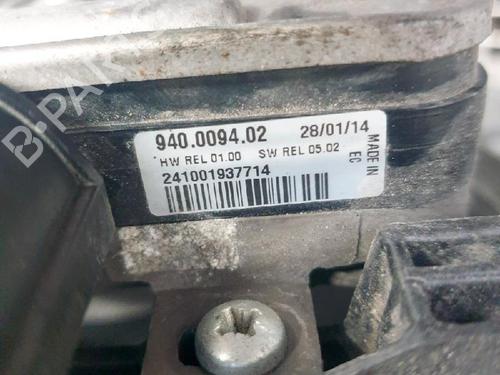 940.0094.02 28/01/14
HW REL 01.00 SW REL 05.02
241001937714
MADE IN
EC
B-PARTS